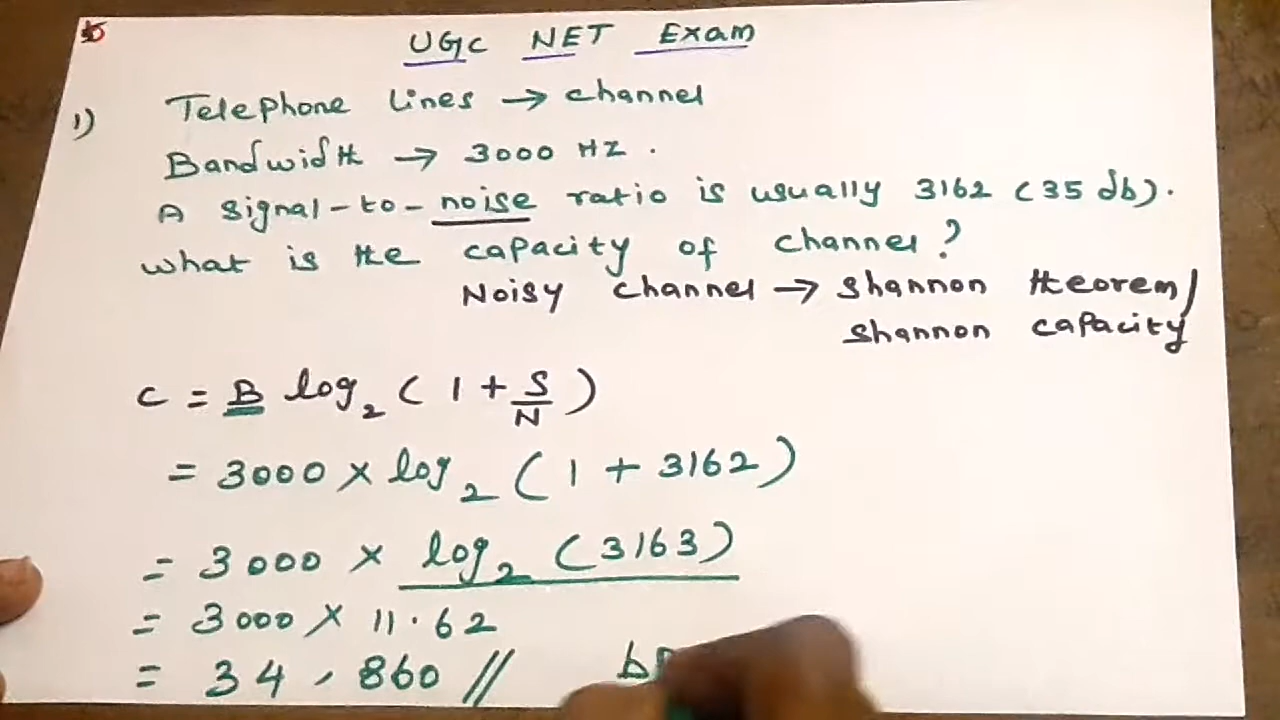 UGC NET Exam
1) Telephone lines → channel
Bandwidth → 3000 HZ .
A signal-to-noise ratio is usually 3162 (35 db).
what is the capacity of channel?
Noisy channel → shannon theorem/
shannon capacity
C = B log₂ ( 1 + S/N )
= 3000 × log₂ ( 1 + 3162 )
= 3000 × log₂ (3163)
= 3000 × 11.62
= 34,860 //